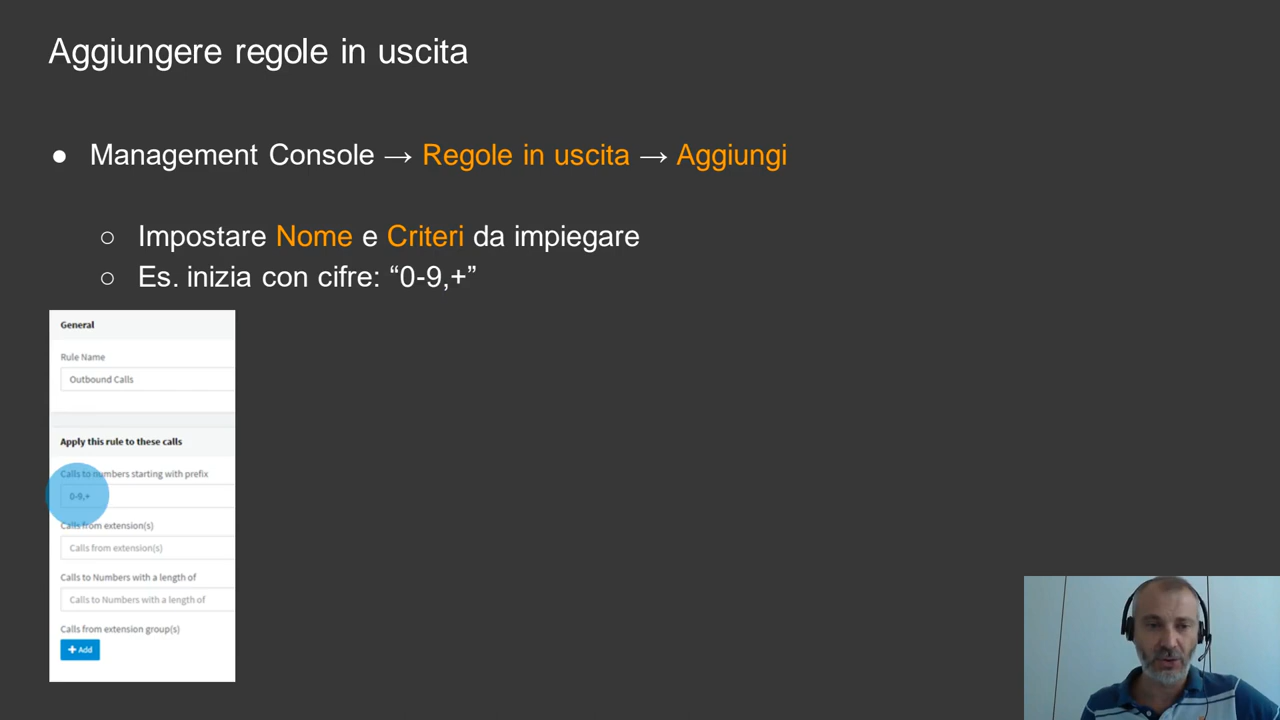 Aggiungere regole in uscita
● Management Console → Regole in uscita → Aggiungi
○ Impostare Nome e Criteri da impiegare
○ Es. inizia con cifre: “0-9,+”
General
Rule Name
Outbound Calls
Apply this rule to these calls
Calls to numbers starting with prefix
0-9,+
Calls from extension(s)
Calls from extension(s)
Calls to Numbers with a length of
Calls to Numbers with a length of
Calls from extension group(s)
+ Add